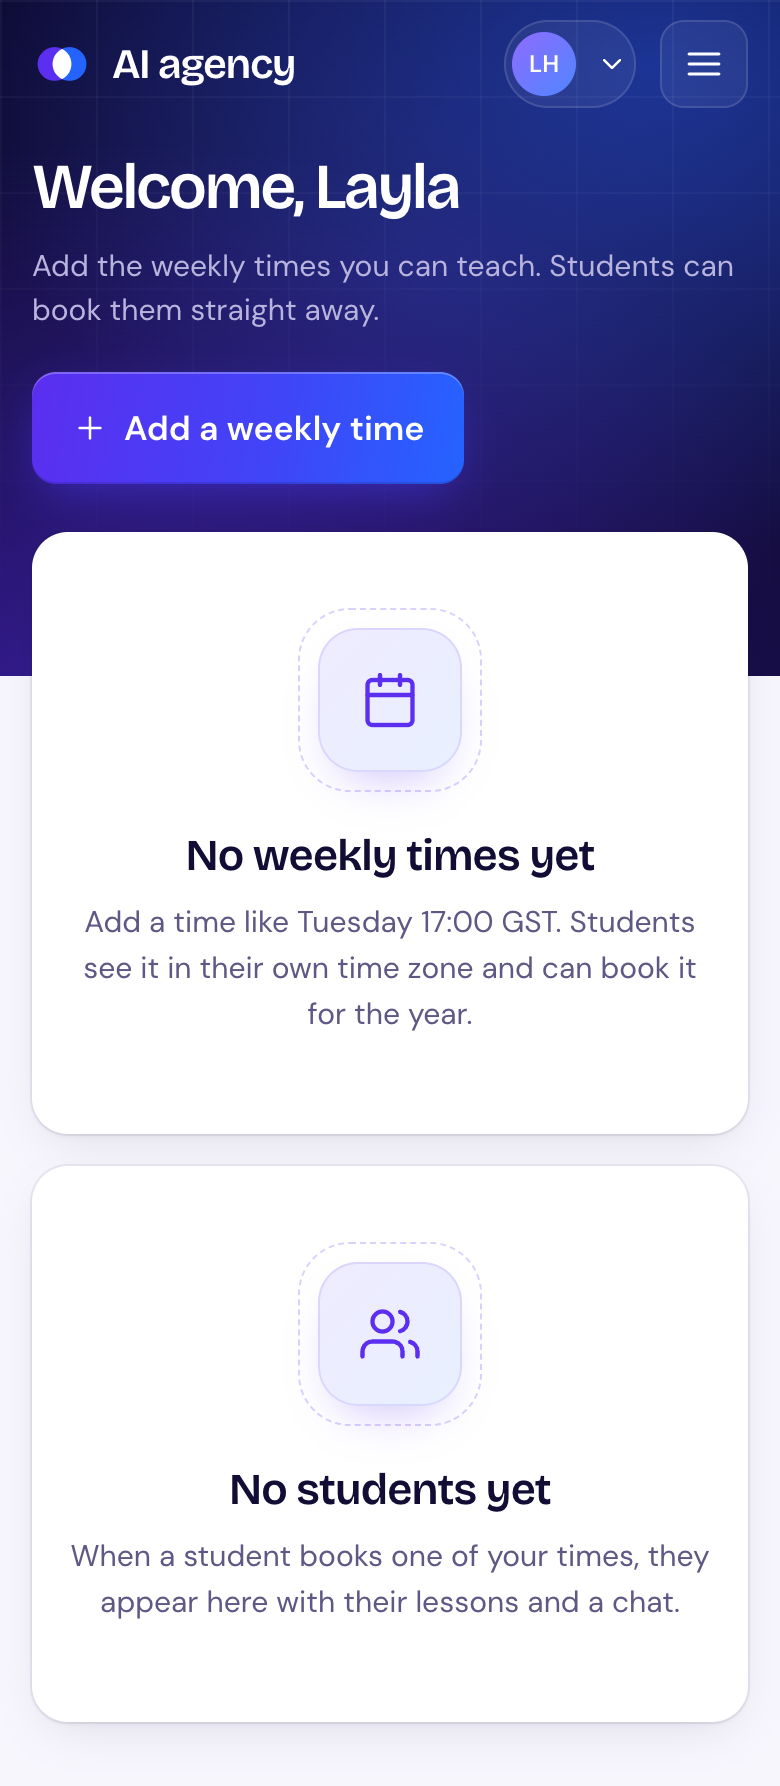 AI agency
LH
Welcome, Layla
Add the weekly times you can teach. Students can
book them straight away.
Add a weekly time
No weekly times yet
Add a time like Tuesday 17:00 GST. Students
see it in their own time zone and can book it
for the year.
No students yet
When a student books one of your times, they
appear here with their lessons and a chat.